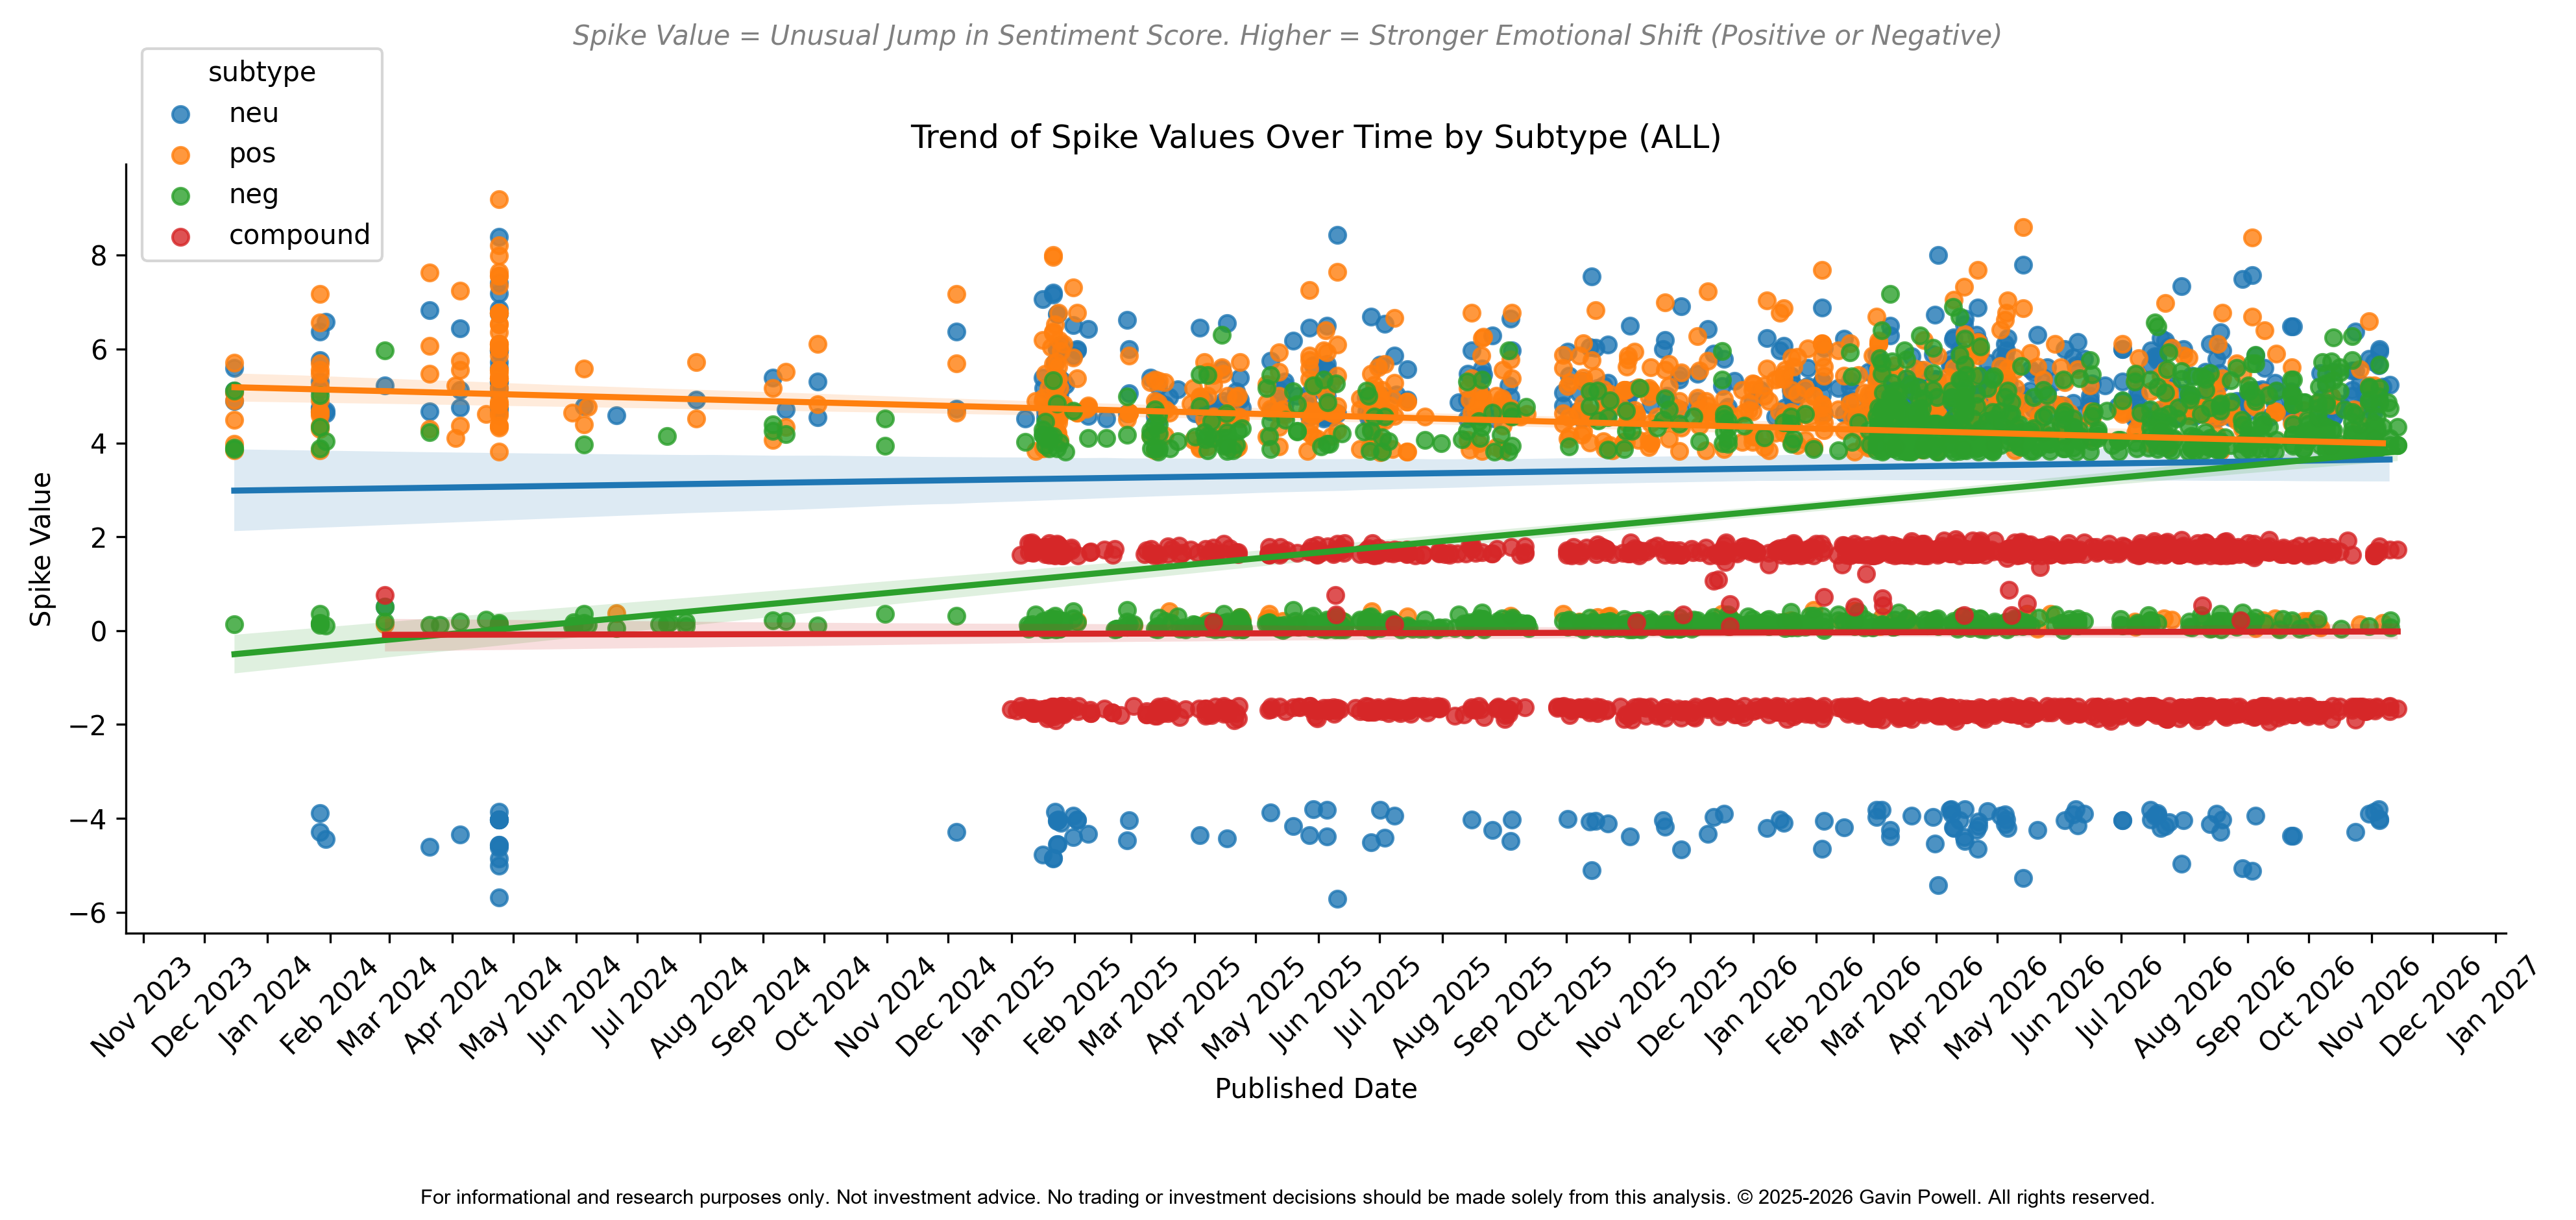 Spike Value = Unusual Jump in Sentiment Score. Higher = Stronger Emotional Shift (Positive or Negative)
subtype
neu
pos
neg
compound
Trend of Spike Values Over Time by Subtype (ALL)
Spike Value
8
6
4
2
0
−2
−4
−6
Nov 2023
Dec 2023
Jan 2024
Feb 2024
Mar 2024
Apr 2024
May 2024
Jun 2024
Jul 2024
Aug 2024
Sep 2024
Oct 2024
Nov 2024
Dec 2024
Jan 2025
Feb 2025
Mar 2025
Apr 2025
May 2025
Jun 2025
Jul 2025
Aug 2025
Sep 2025
Oct 2025
Nov 2025
Dec 2025
Jan 2026
Feb 2026
Mar 2026
Apr 2026
May 2026
Jun 2026
Jul 2026
Aug 2026
Sep 2026
Oct 2026
Nov 2026
Dec 2026
Jan 2027
Published Date
For informational and research purposes only. Not investment advice. No trading or investment decisions should be made solely from this analysis. © 2025-2026 Gavin Powell. All rights reserved.